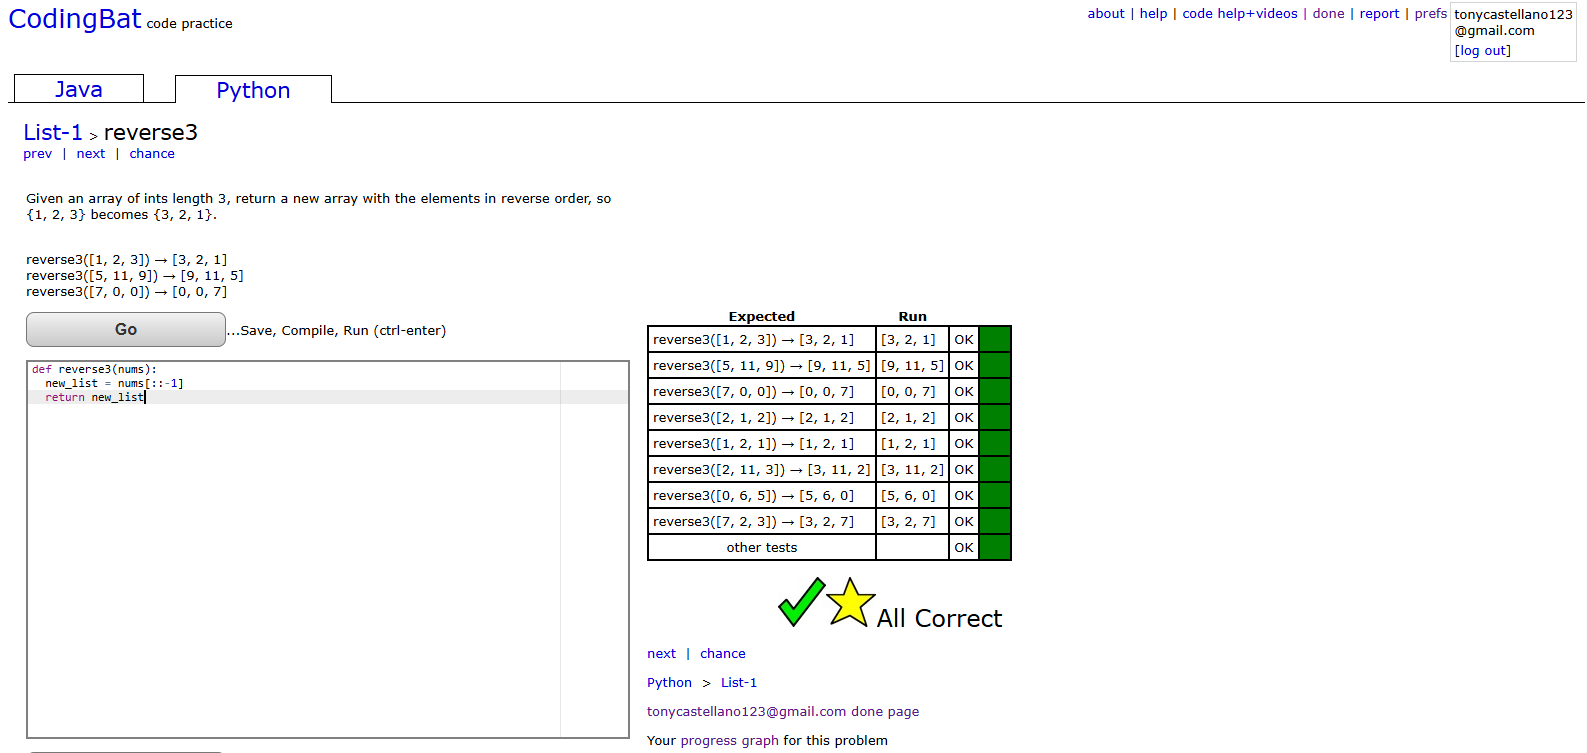 CodingBat code practice
about | help | code help+videos | done | report | prefs
tonycastellano123
@gmail.com
[log out]
Java
Python
List-1 > reverse3
prev | next | chance
Given an array of ints length 3, return a new array with the elements in reverse order, so
{1, 2, 3} becomes {3, 2, 1}.
reverse3([1, 2, 3]) → [3, 2, 1]
reverse3([5, 11, 9]) → [9, 11, 5]
reverse3([7, 0, 0]) → [0, 0, 7]
Go ...Save, Compile, Run (ctrl-enter)
def reverse3(nums):
  new_list = nums[::-1]
  return new_list
Expected Run
reverse3([1, 2, 3]) → [3, 2, 1] [3, 2, 1] OK
reverse3([5, 11, 9]) → [9, 11, 5] [9, 11, 5] OK
reverse3([7, 0, 0]) → [0, 0, 7] [0, 0, 7] OK
reverse3([2, 1, 2]) → [2, 1, 2] [2, 1, 2] OK
reverse3([1, 2, 1]) → [1, 2, 1] [1, 2, 1] OK
reverse3([2, 11, 3]) → [3, 11, 2] [3, 11, 2] OK
reverse3([0, 6, 5]) → [5, 6, 0] [5, 6, 0] OK
reverse3([7, 2, 3]) → [3, 2, 7] [3, 2, 7] OK
other tests OK
All Correct
next | chance
Python > List-1
tonycastellano123@gmail.com done page
Your progress graph for this problem